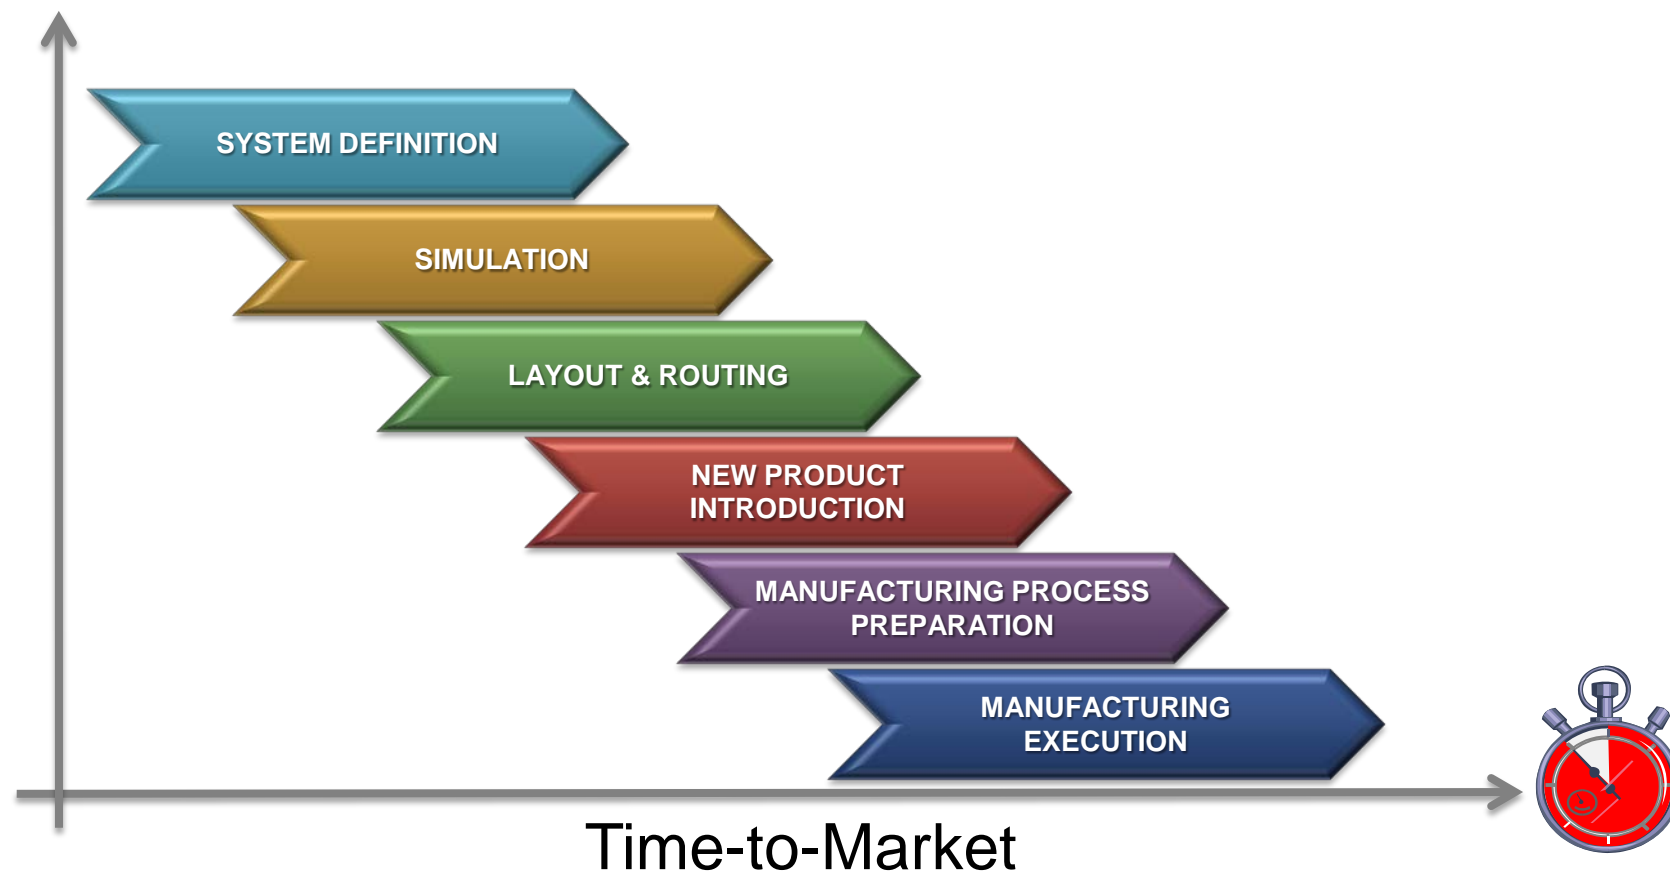 SYSTEM DEFINITION
SIMULATION
LAYOUT & ROUTING
NEW PRODUCT
INTRODUCTION
MANUFACTURING PROCESS
PREPARATION
MANUFACTURING
EXECUTION
Time-to-Market